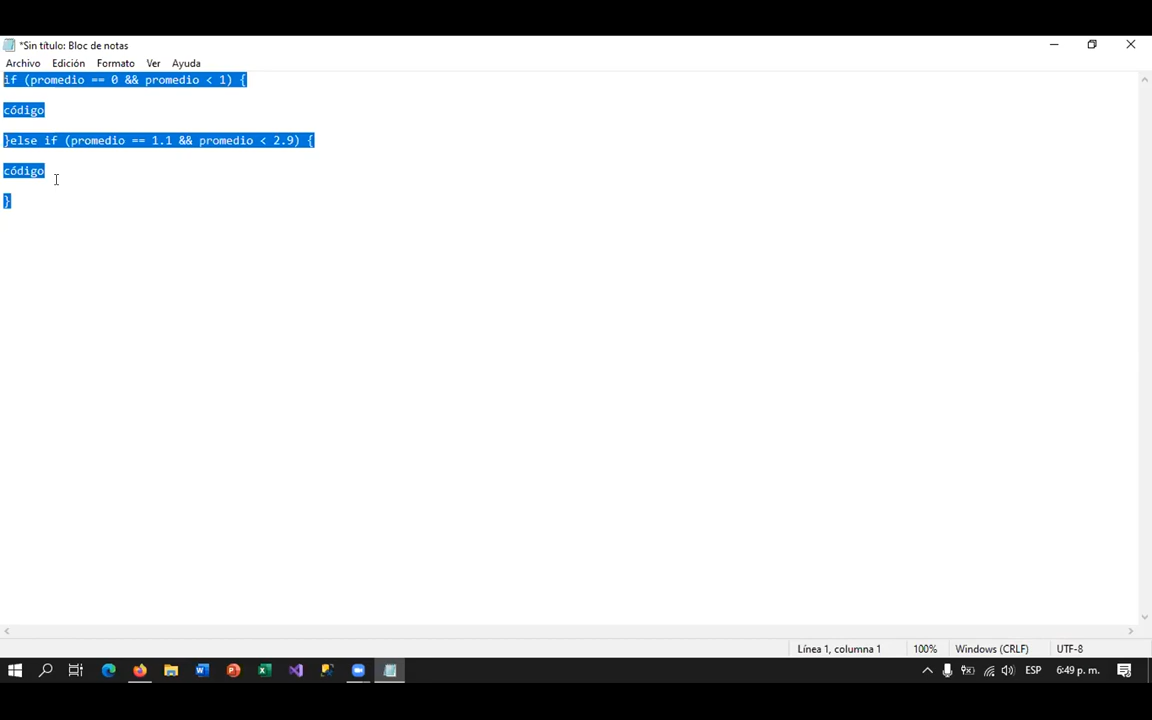 *Sin título: Bloc de notas
Archivo Edición Formato Ver Ayuda
if (promedio == 0 && promedio < 1) {
código
}else if (promedio == 1.1 && promedio < 2.9) {
código
}
Línea 1, columna 1 100% Windows (CRLF) UTF-8
ESP 6:49 p. m.